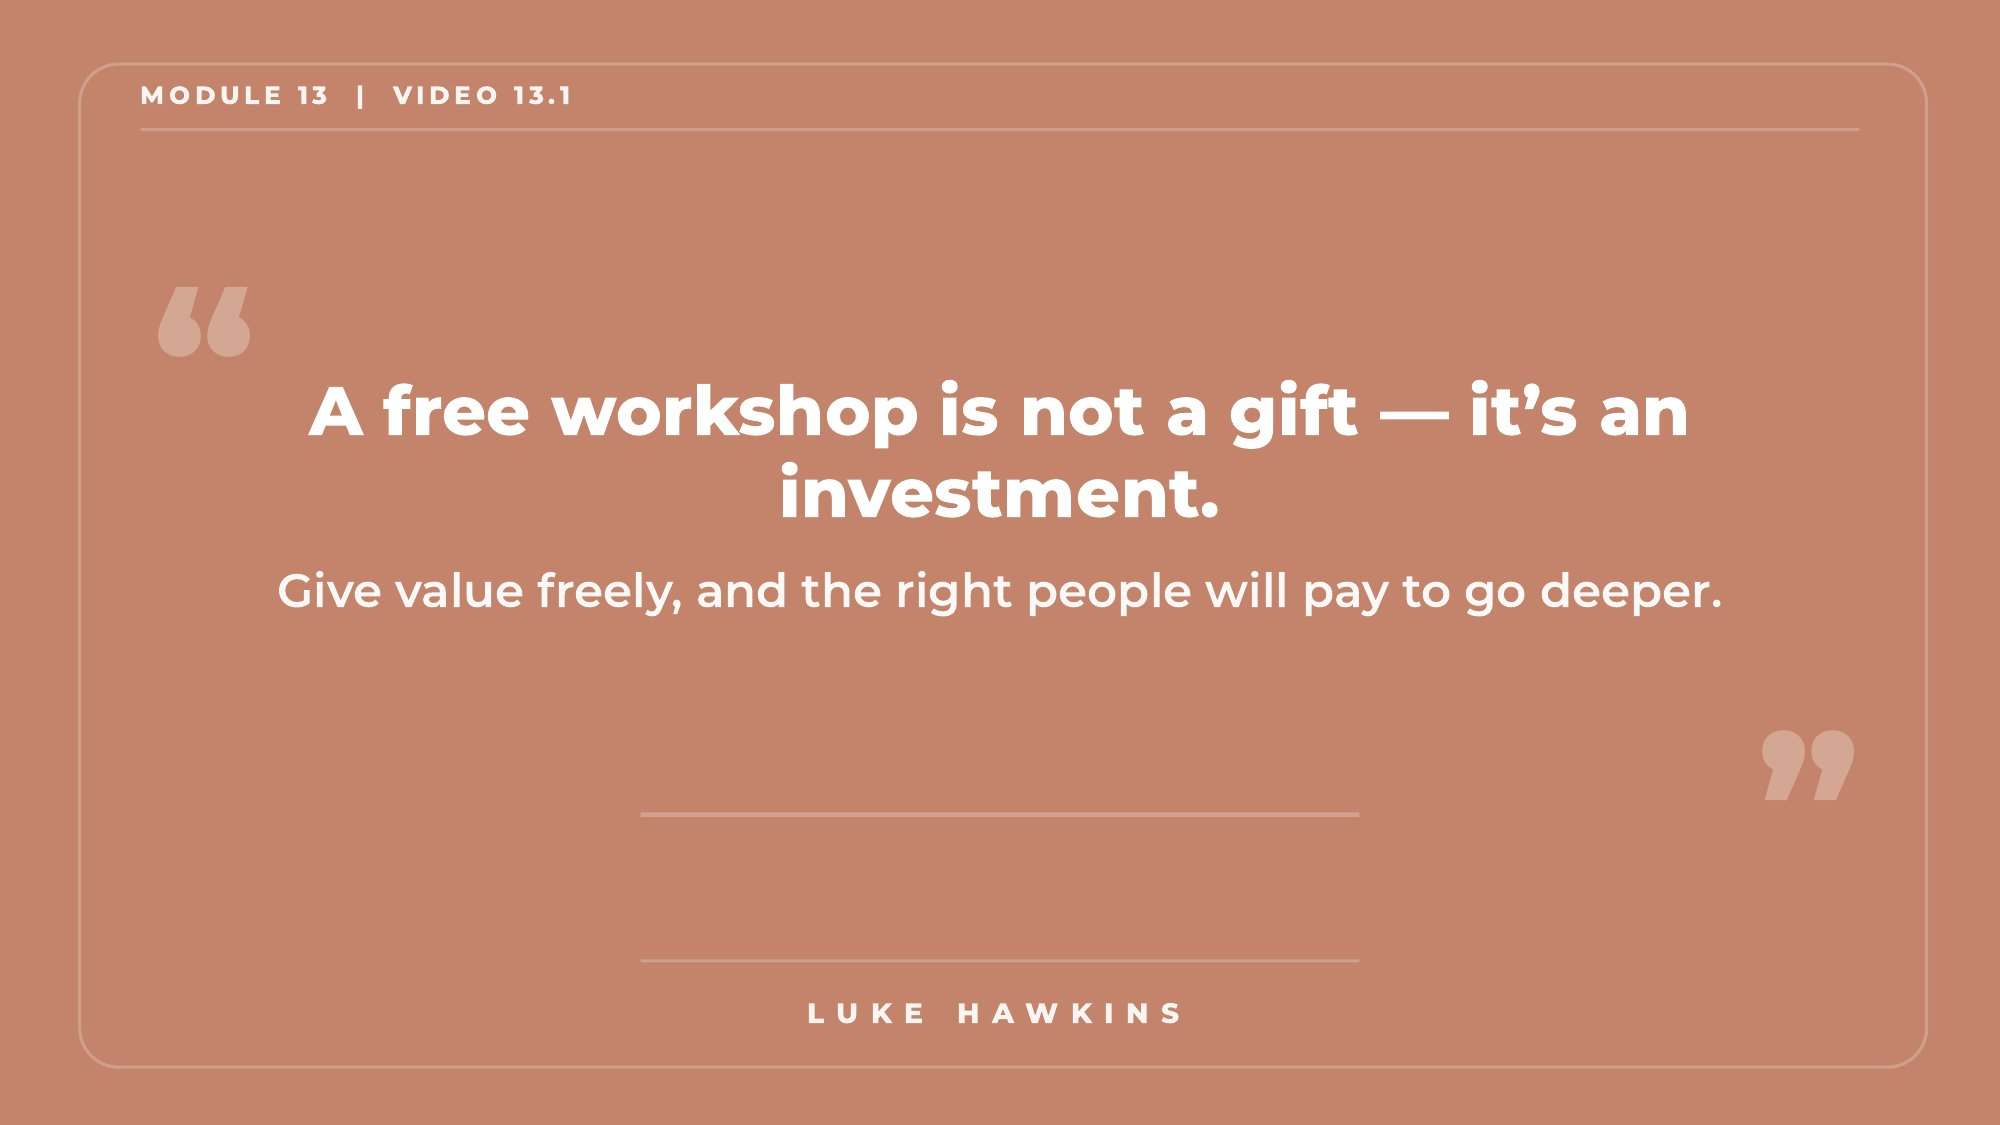 MODULE 13 | VIDEO 13.1
“
A free workshop is not a gift — it’s an
investment.
Give value freely, and the right people will pay to go deeper.
”
LUKE HAWKINS